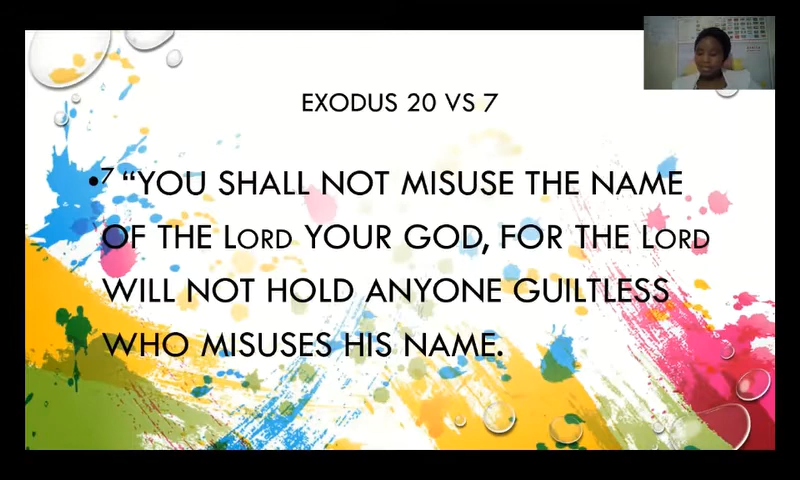 EXODUS 20 VS 7
•7 “YOU SHALL NOT MISUSE THE NAME
OF THE LORD YOUR GOD, FOR THE LORD
WILL NOT HOLD ANYONE GUILTLESS
WHO MISUSES HIS NAME.